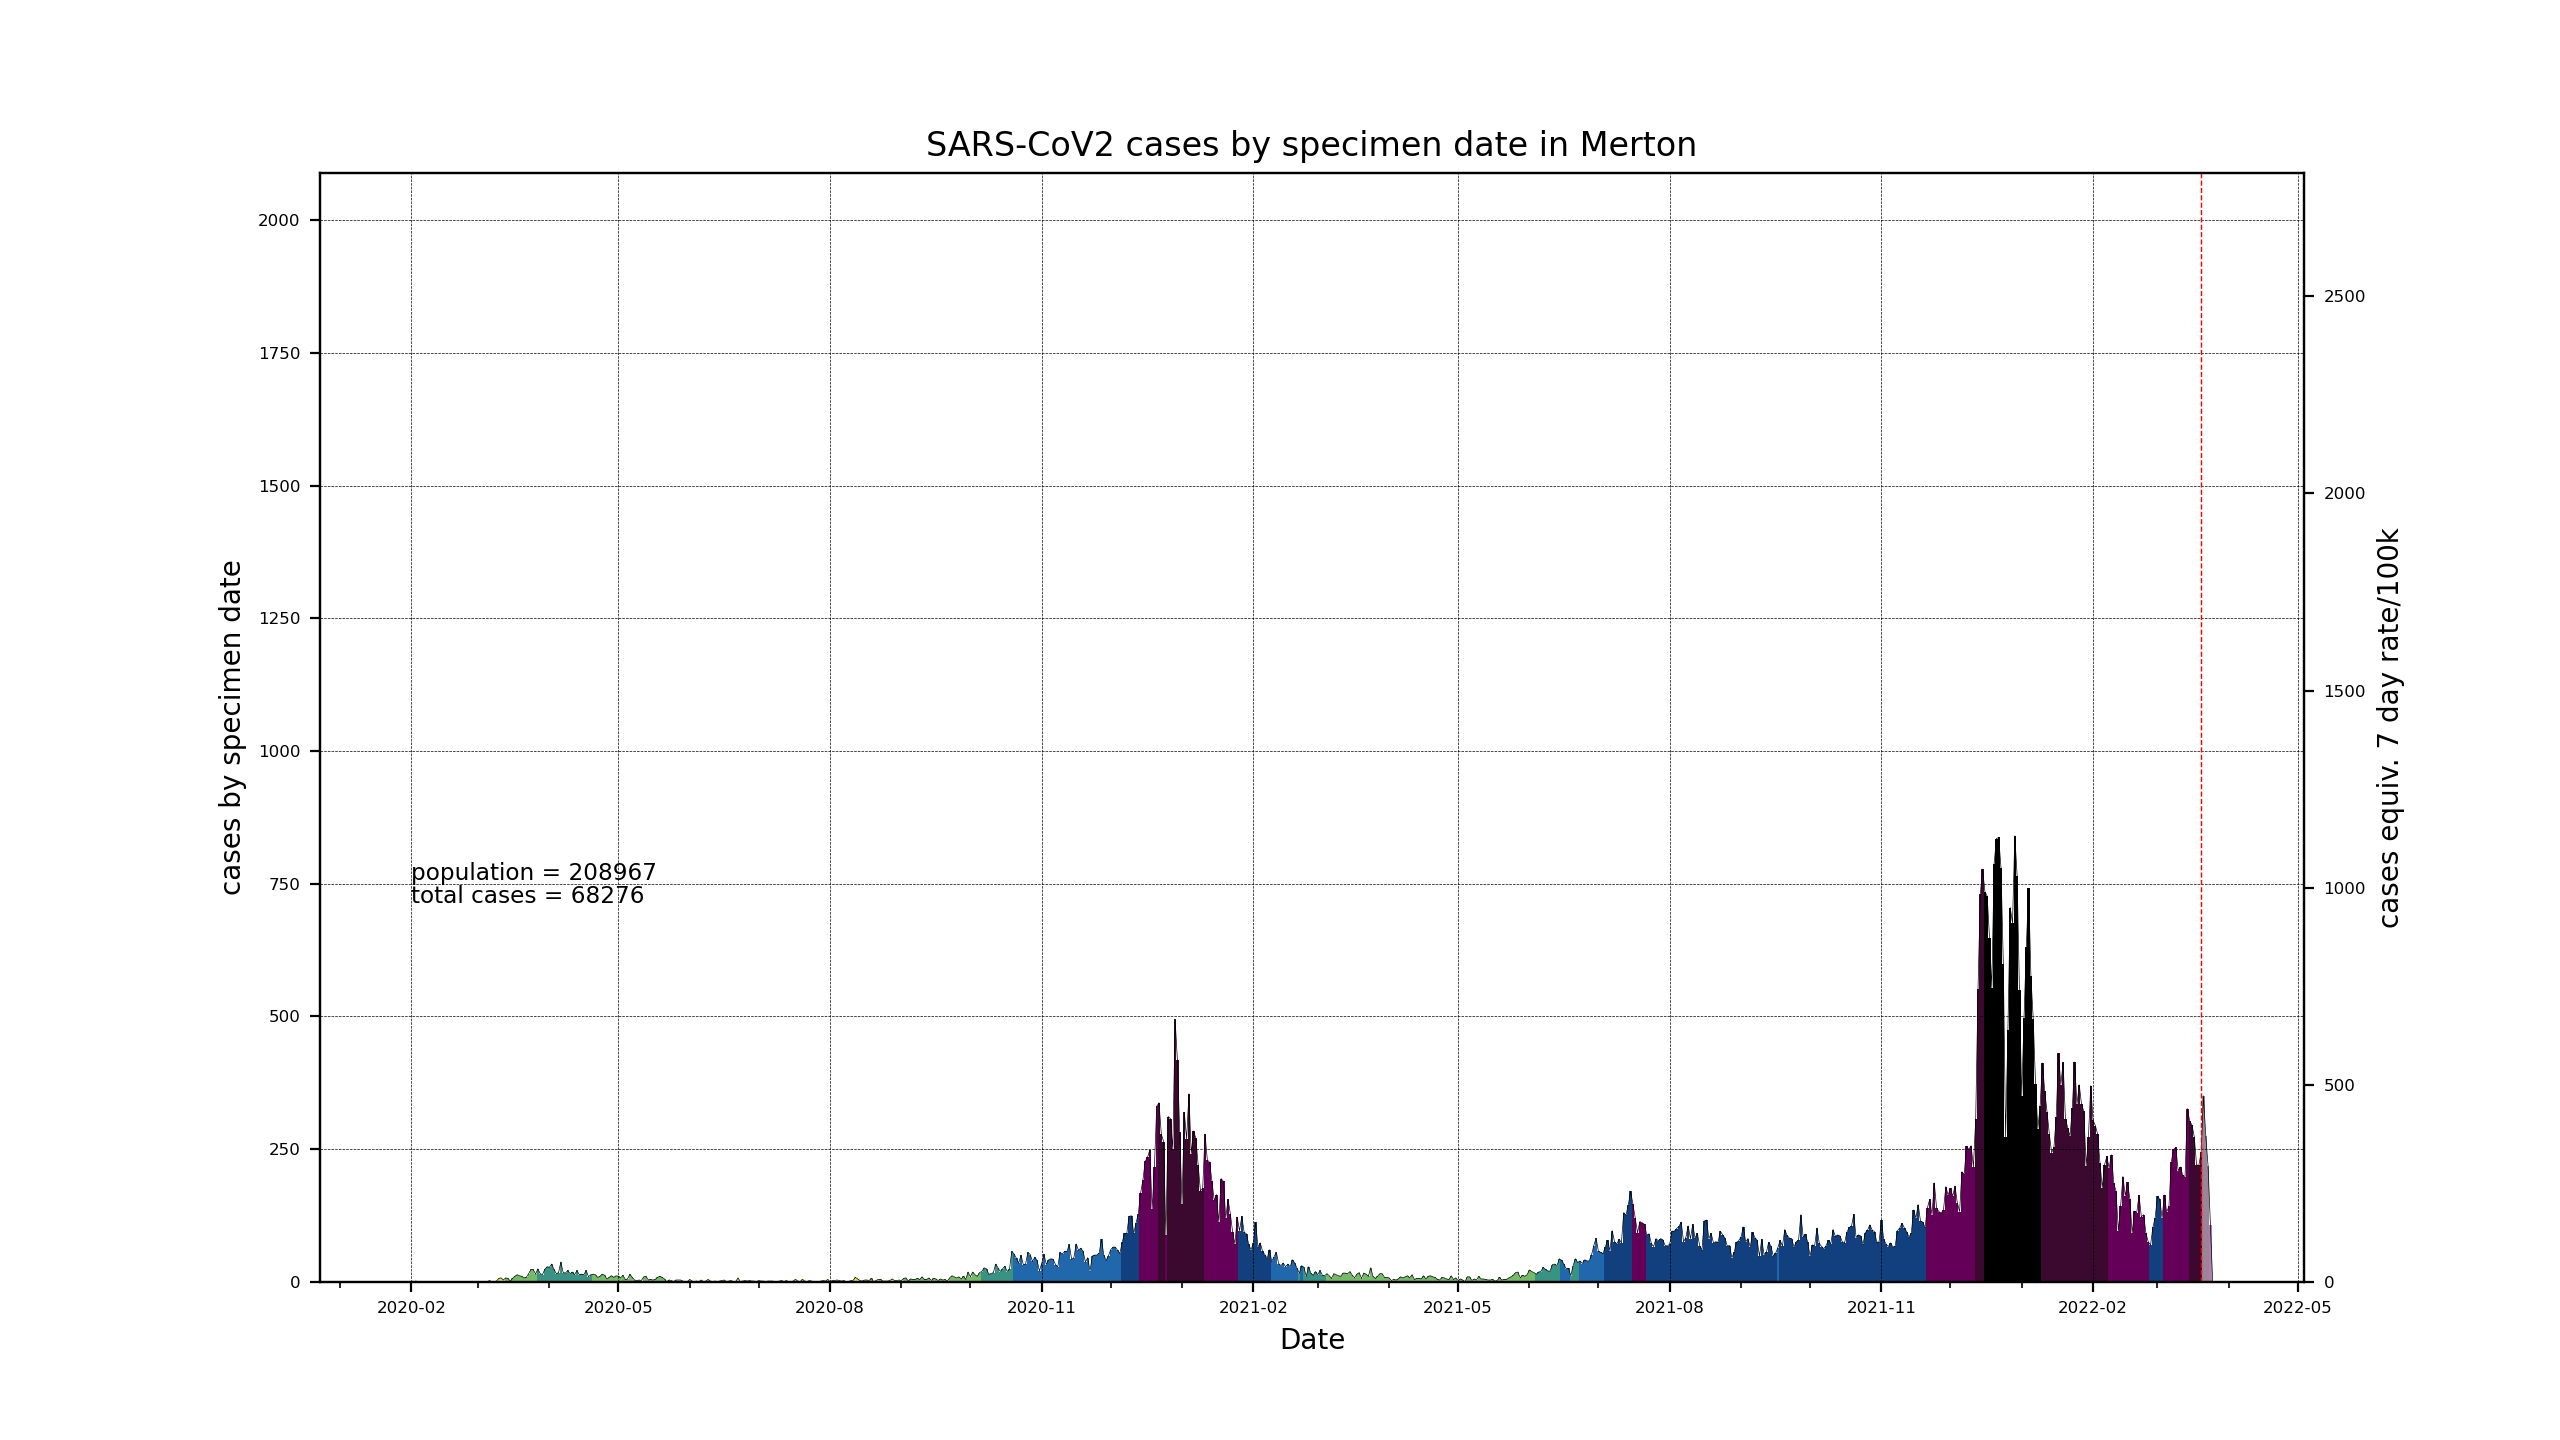 SARS-CoV2 cases by specimen date in Merton
cases by specimen date
2000
1750
1500
1250
1000
750
500
250
0
population = 208967
total cases = 68276
2500
2000
1500
1000
500
0
cases equiv. 7 day rate/100k
2020-02 2020-05 2020-08 2020-11 2021-02 2021-05 2021-08 2021-11 2022-02 2022-05
Date